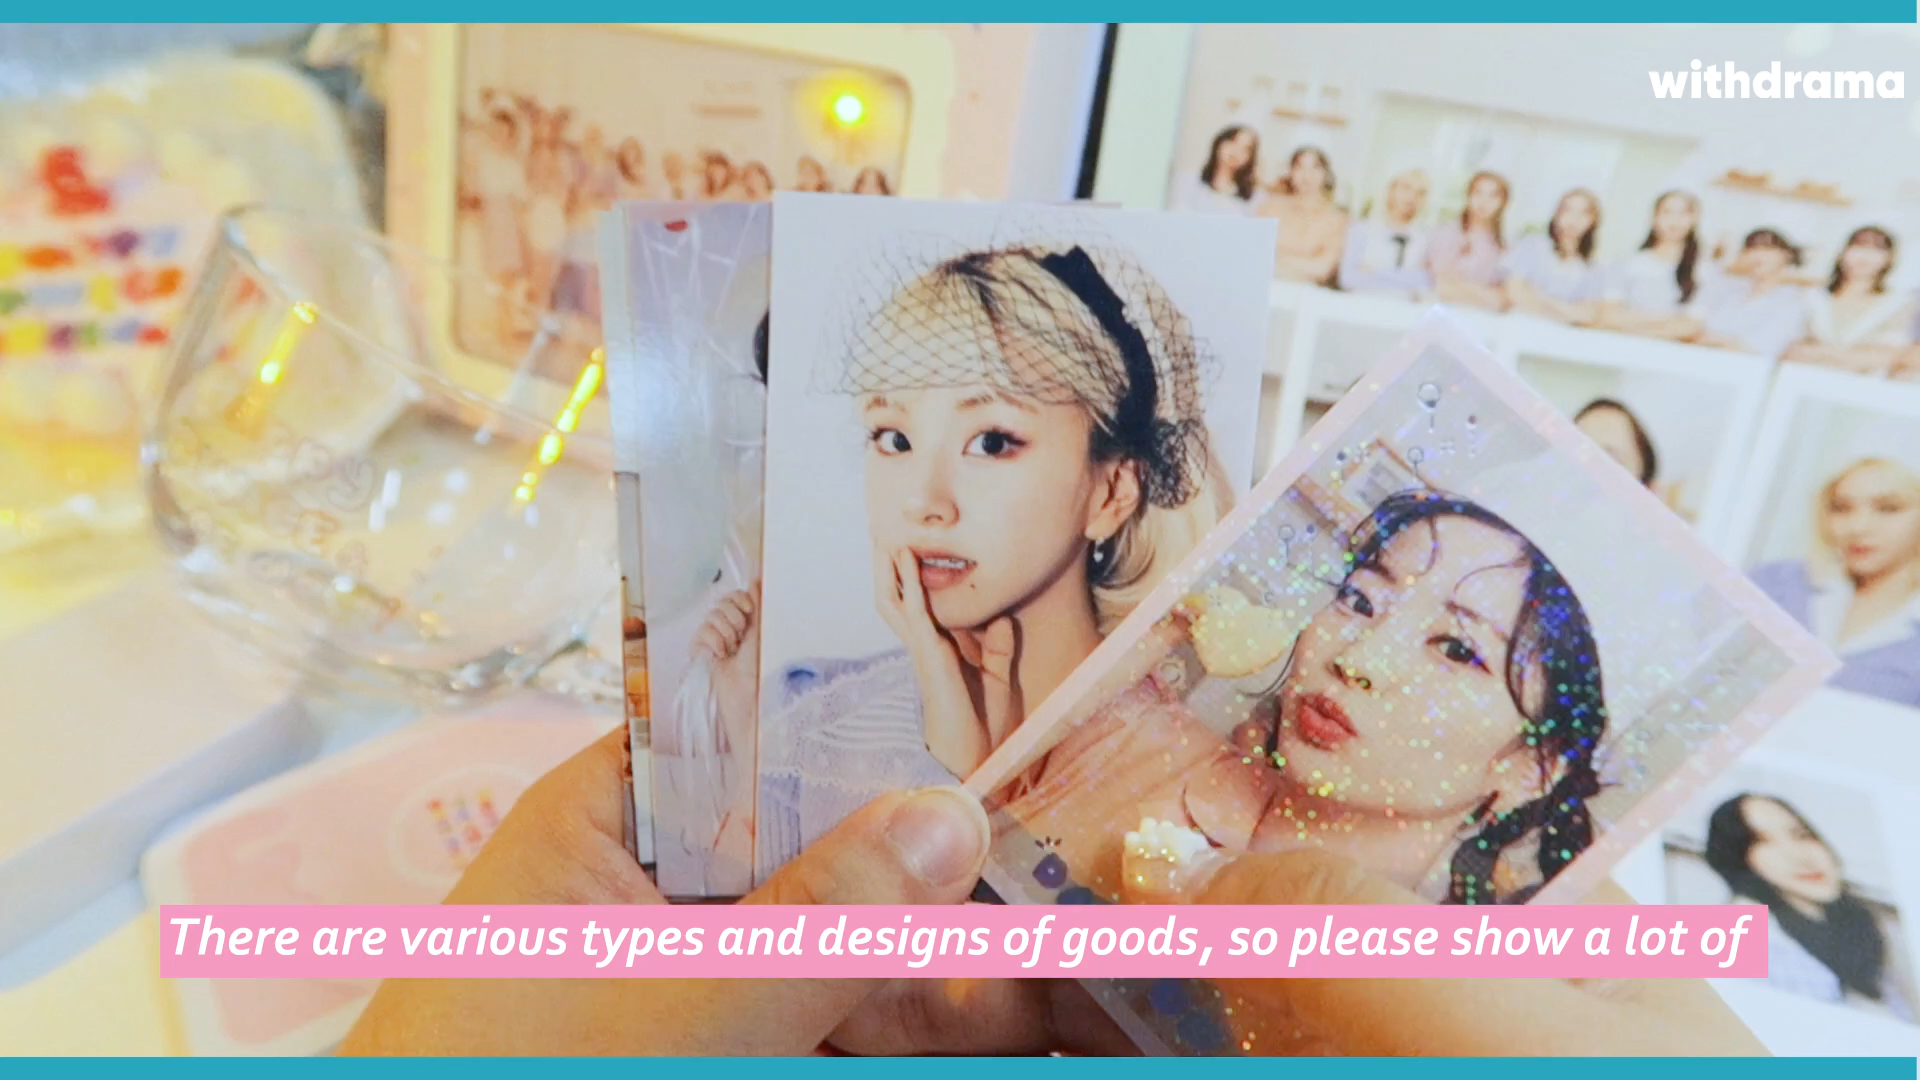 withdrama
There are various types and designs of goods, so please show a lot of